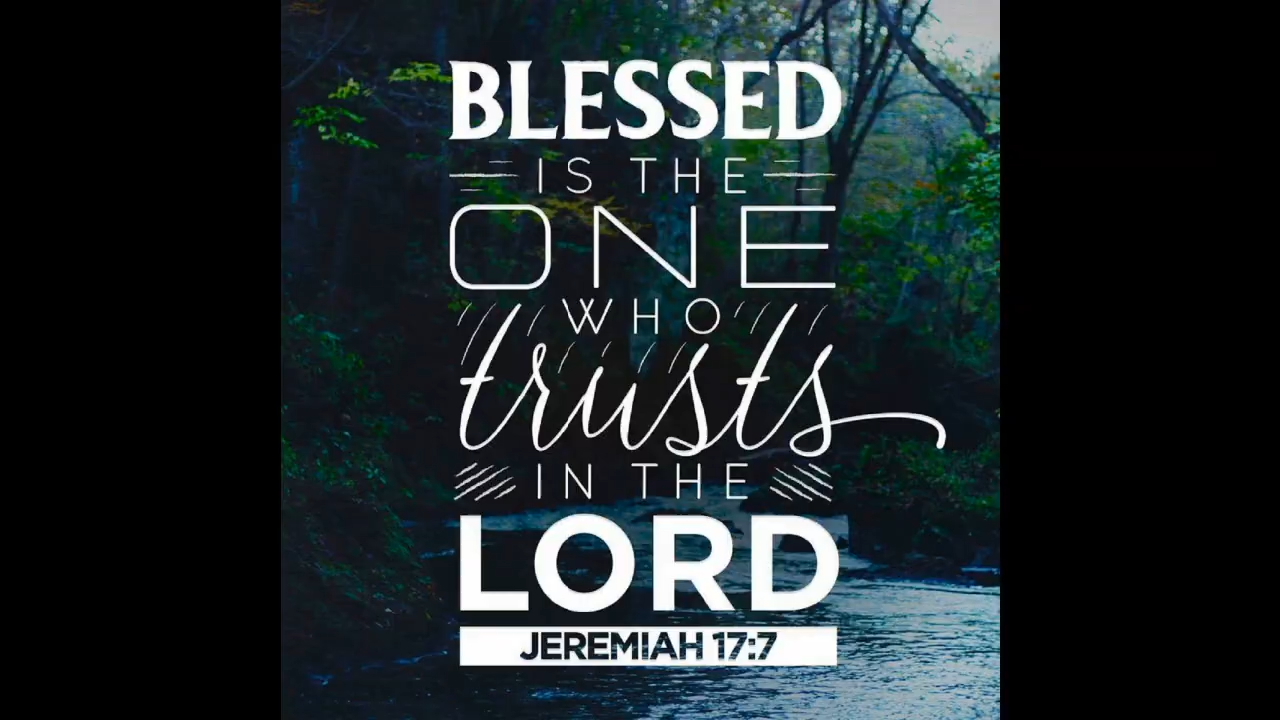 BLESSED
IS THE
ONE
WHO
trusts
IN THE
LORD
JEREMIAH 17:7